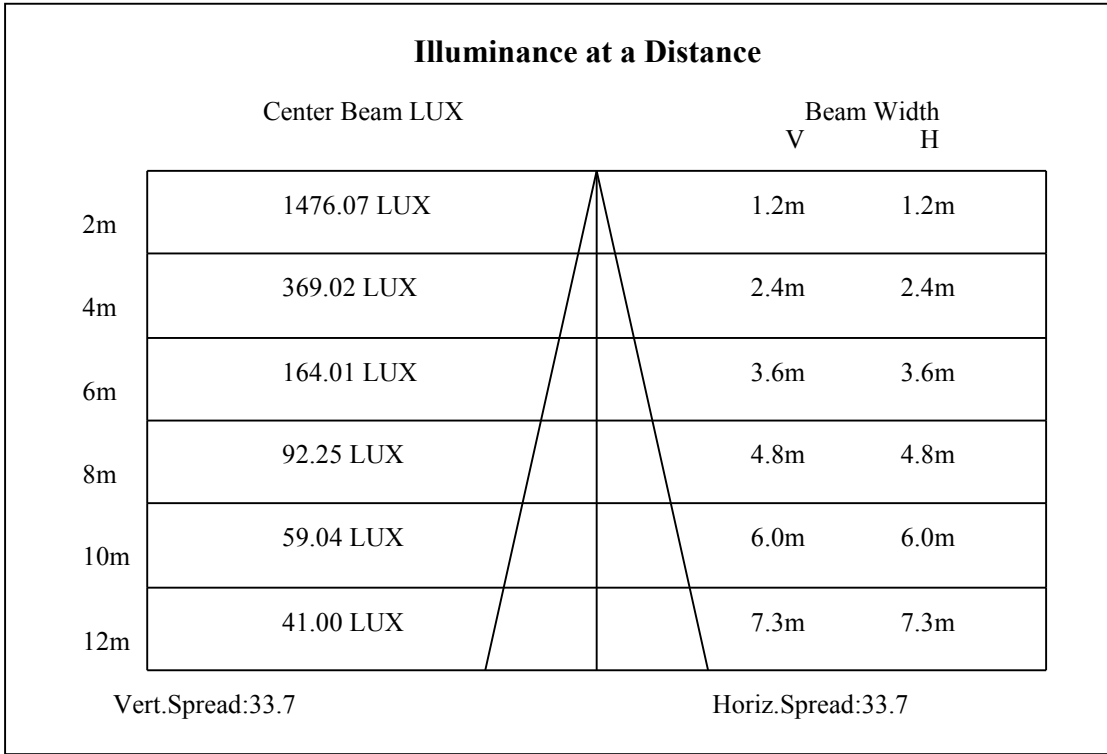 Illuminance at a Distance
Center Beam LUX Beam Width
V H
2m 1476.07 LUX 1.2m 1.2m
4m 369.02 LUX 2.4m 2.4m
6m 164.01 LUX 3.6m 3.6m
8m 92.25 LUX 4.8m 4.8m
10m 59.04 LUX 6.0m 6.0m
12m 41.00 LUX 7.3m 7.3m
Vert.Spread:33.7 Horiz.Spread:33.7